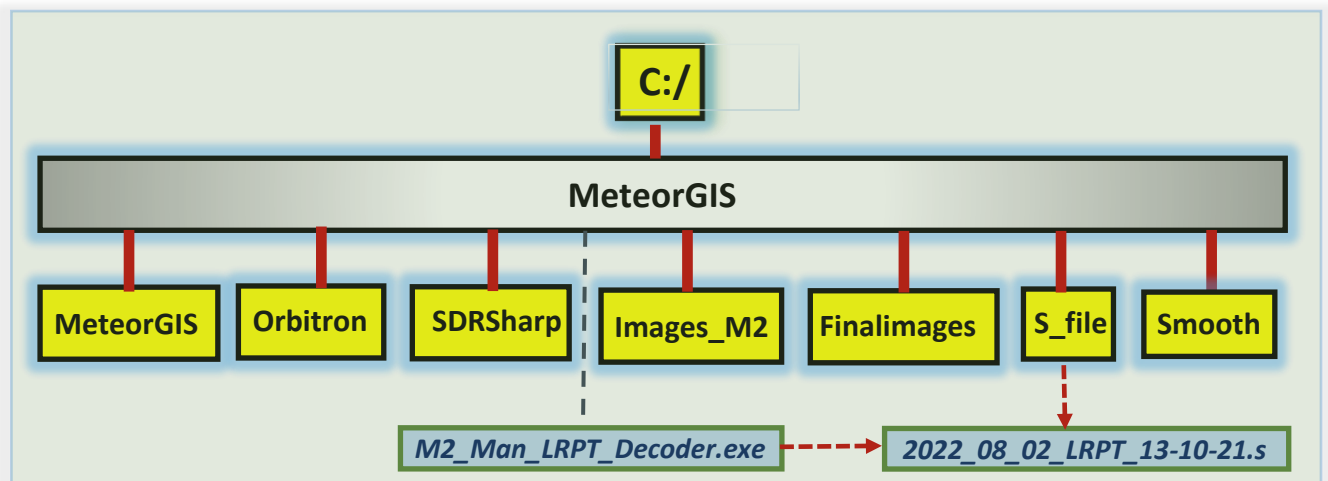 C:/
MeteorGIS
MeteorGIS
Orbitron
SDRSharp
Images_M2
Finalimages
S_file
Smooth
M2_Man_LRPT_Decoder.exe
2022_08_02_LRPT_13-10-21.s